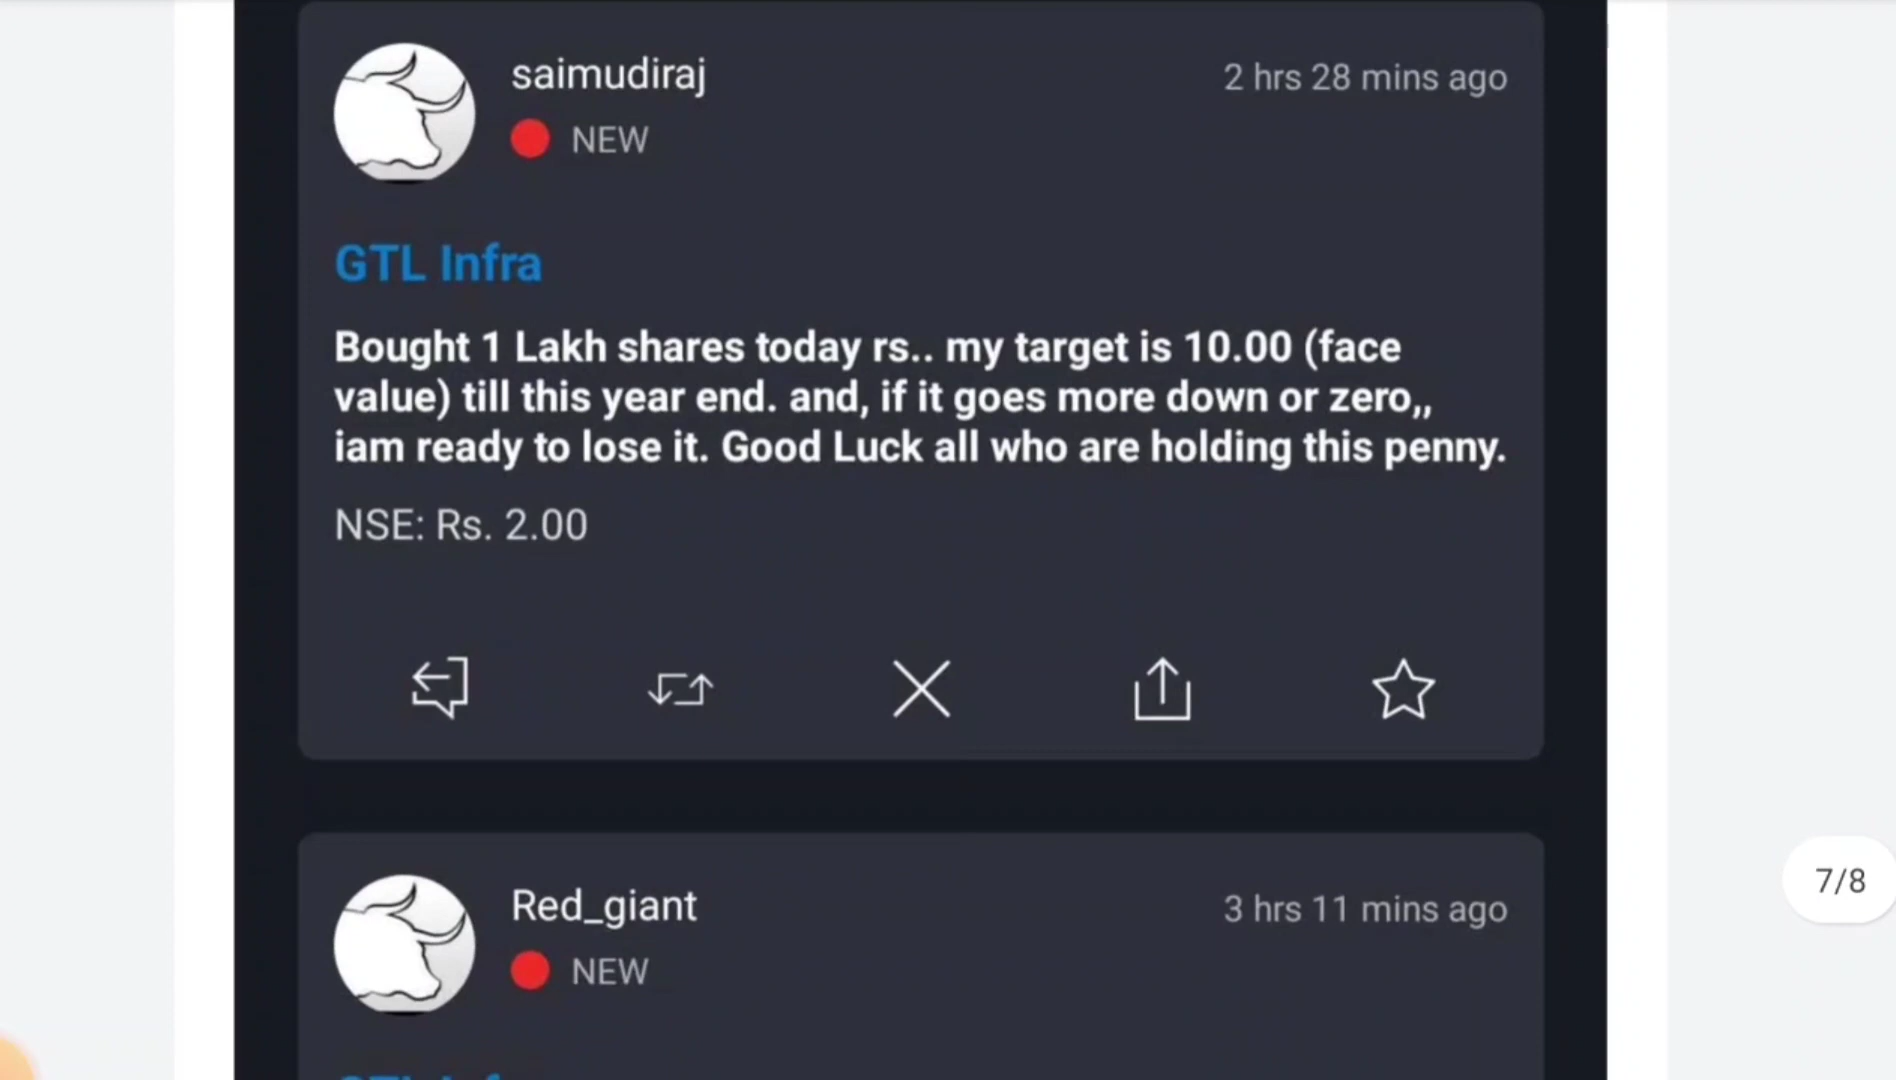 saimudiraj
2 hrs 28 mins ago
NEW
GTL Infra
Bought 1 Lakh shares today rs.. my target is 10.00 (face
value) till this year end. and, if it goes more down or zero,,
iam ready to lose it. Good Luck all who are holding this penny.
NSE: Rs. 2.00
Red_giant
3 hrs 11 mins ago
NEW
7/8